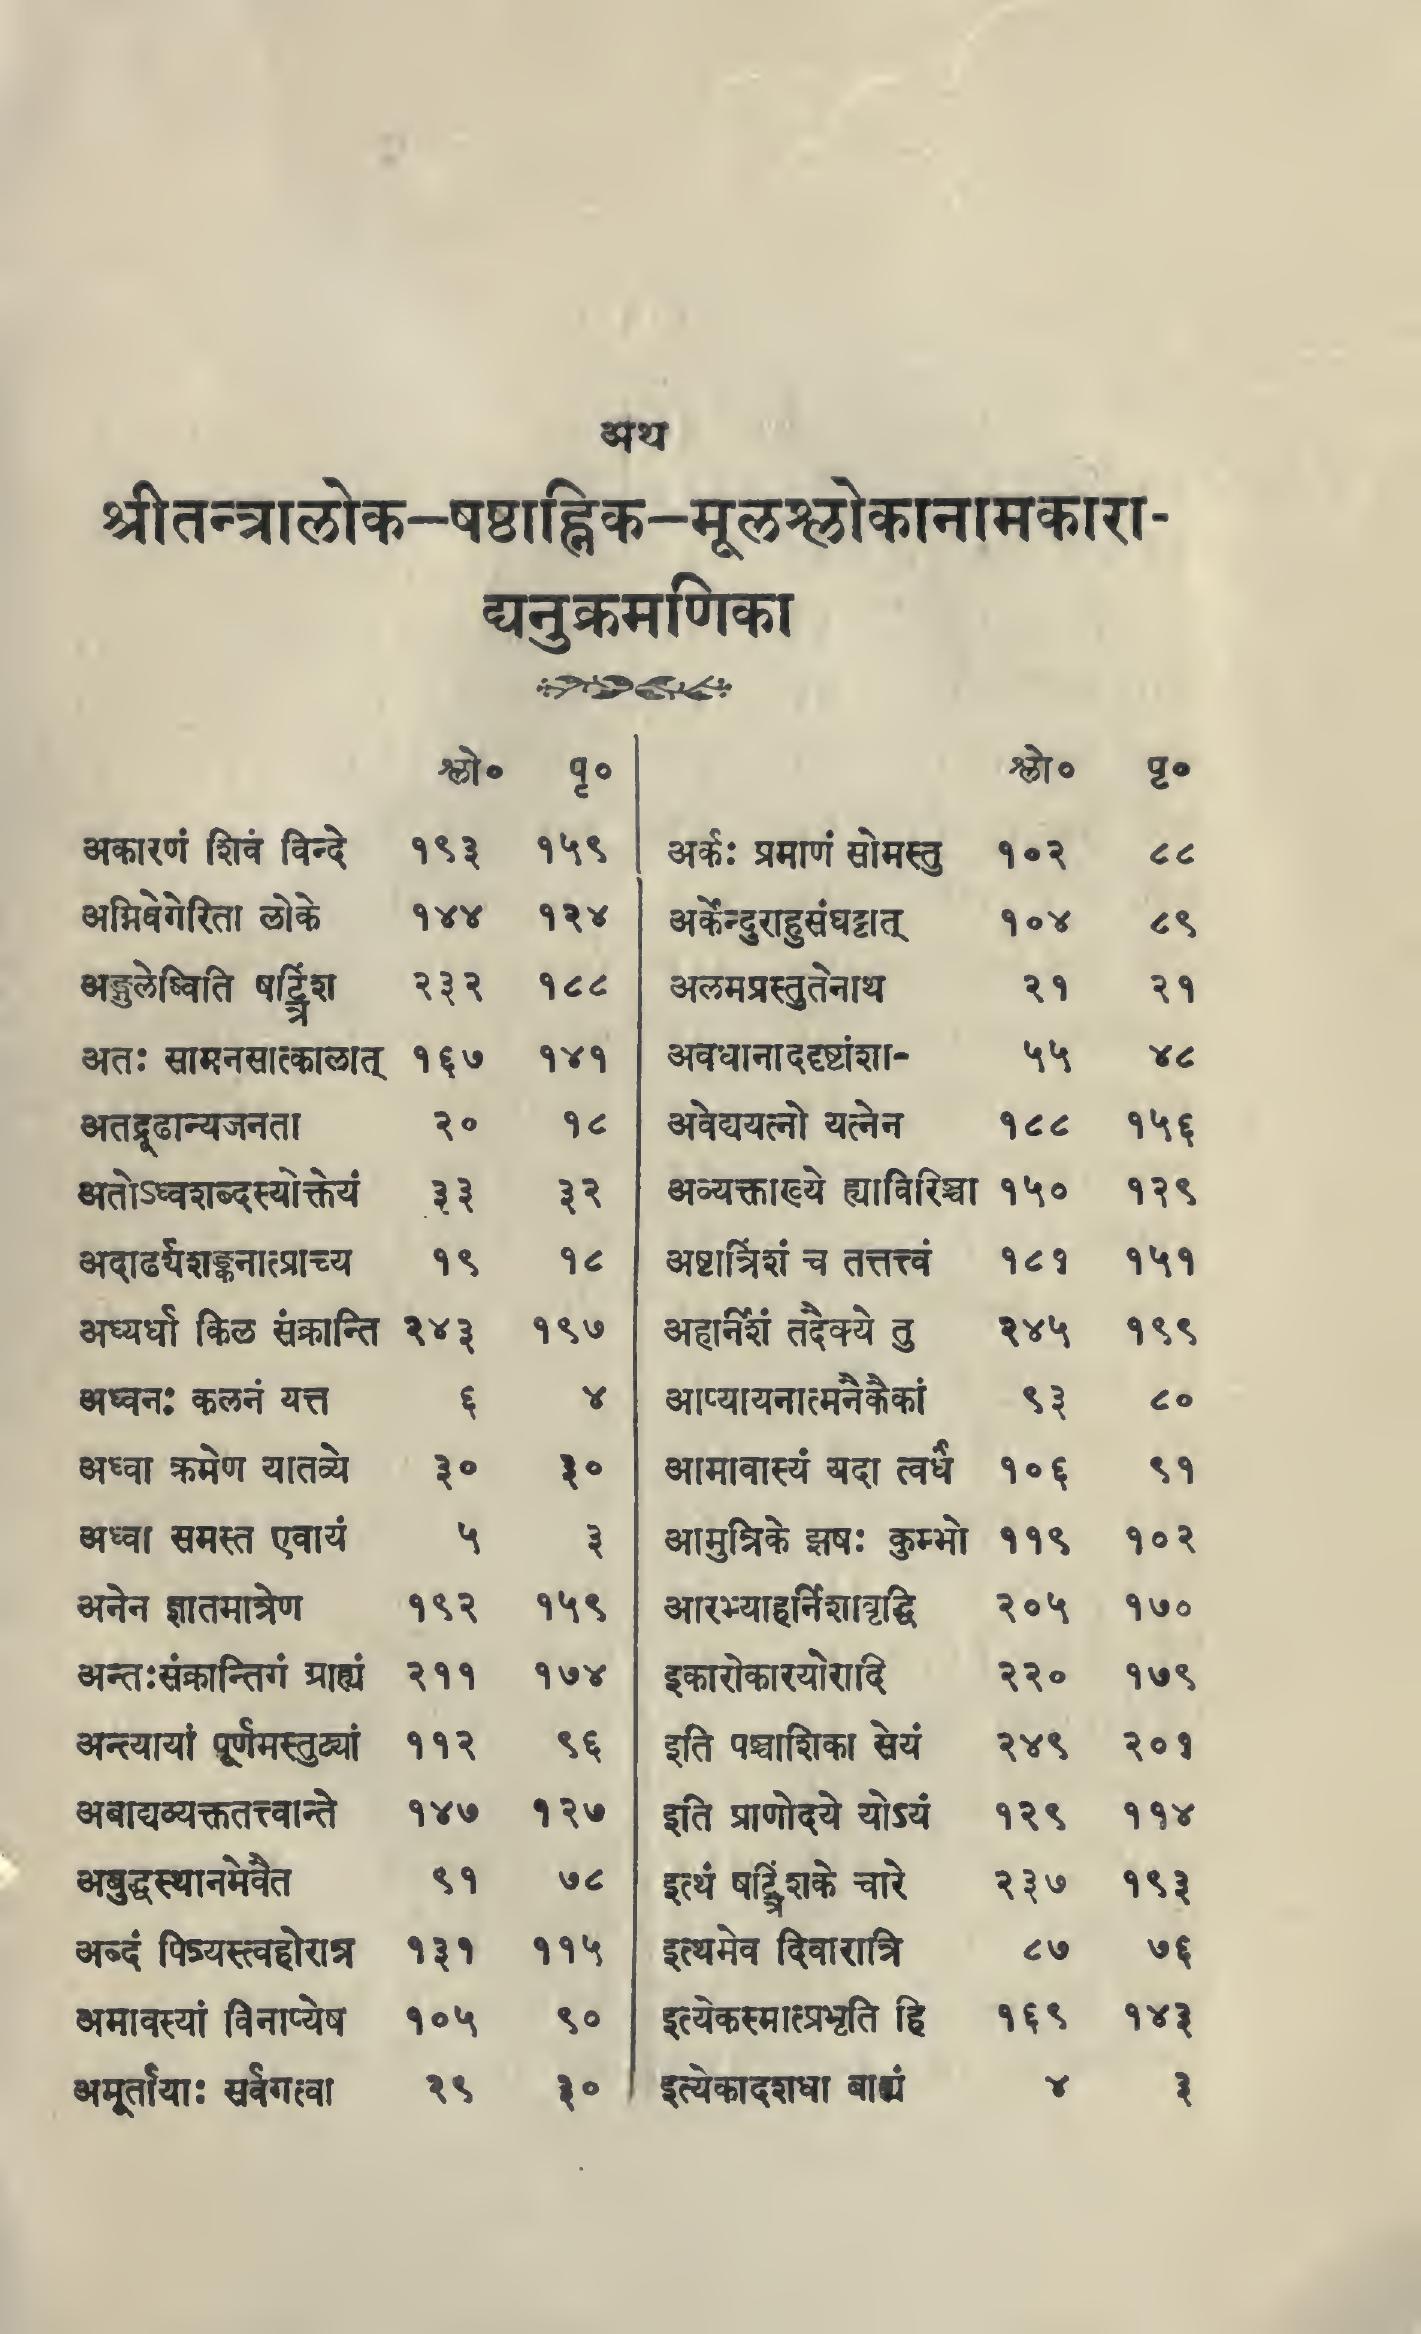 अथ
श्रीतन्त्रालोक–षष्ठाह्निक–मूलश्लोकानामकारा-
द्यनुक्रमणिका
श्लो० पृ०
अकारणं शिवं विन्दे १९३ १५९
अग्निवेगेरिता लोके १४४ १२४
अङ्गुलेष्विति षट्त्रिंश २३२ १८८
अतः सामनसात्कालात् १६७ १४१
अतद्रूढान्यजनता २० १८
अतोऽध्वशब्दस्योक्तेयं ३३ ३२
अदार्ढ्यशङ्कनात्प्राच्य १९ १८
अध्यर्धा किल संक्रान्ति २४३ १९७
अध्वनः कलनं यत्त ६ ४
अध्वा क्रमेण यातव्ये ३० ३०
अध्वा समस्त एवायं ५ ३
अनेन ज्ञातमात्रेण १९२ १५९
अन्तःसंक्रान्तिगं ग्राह्यं २११ १७४
अन्त्यायां पूर्णमस्तुट्यां ११२ ९६
अबाद्यव्यक्ततत्त्वान्ते १४७ १२७
अबुद्धस्थानमेवैत ९१ ७८
अब्दं पित्र्यस्त्वहोरात्र १३१ ११५
अमावस्यां विनाप्येष १०५ ९०
अमूर्तायाः सर्वगत्वा २९ ३०
श्लो० पृ०
अर्कः प्रमाणं सोमस्तु १०२ ८८
अर्केन्दुराहुसंघट्टात् १०४ ८९
अलमप्रस्तुतेनाथ २१ २१
अवधानाददृष्टांशा- ५५ ४८
अवेद्ययत्नो यत्नेन १८८ १५६
अव्यक्ताख्ये ह्याविरिञ्चा १५० १२९
अष्टात्रिंशं च तत्तत्त्वं १८१ १५१
अहर्निशं तदैक्ये तु २४५ १९९
आप्यायनात्मनैकैकां ९३ ८०
आमावास्यं यदा त्वर्धं १०६ ९१
आमुत्रिके झषः कुम्भो ११९ १०२
आरभ्याहर्निशावृद्धि २०५ १७०
इकारोकारयोरादि २२० १७९
इति पञ्चाशिका सेयं २४९ २०१
इति प्राणोदये योऽयं १२९ ११४
इत्थं षट्त्रिंशके चारे २३७ १९३
इत्थमेव दिवारात्रि ८७ ७६
इत्येकस्मात्प्रभृति हि १६९ १४३
इत्येकादशधा बाह्यं ४ ३